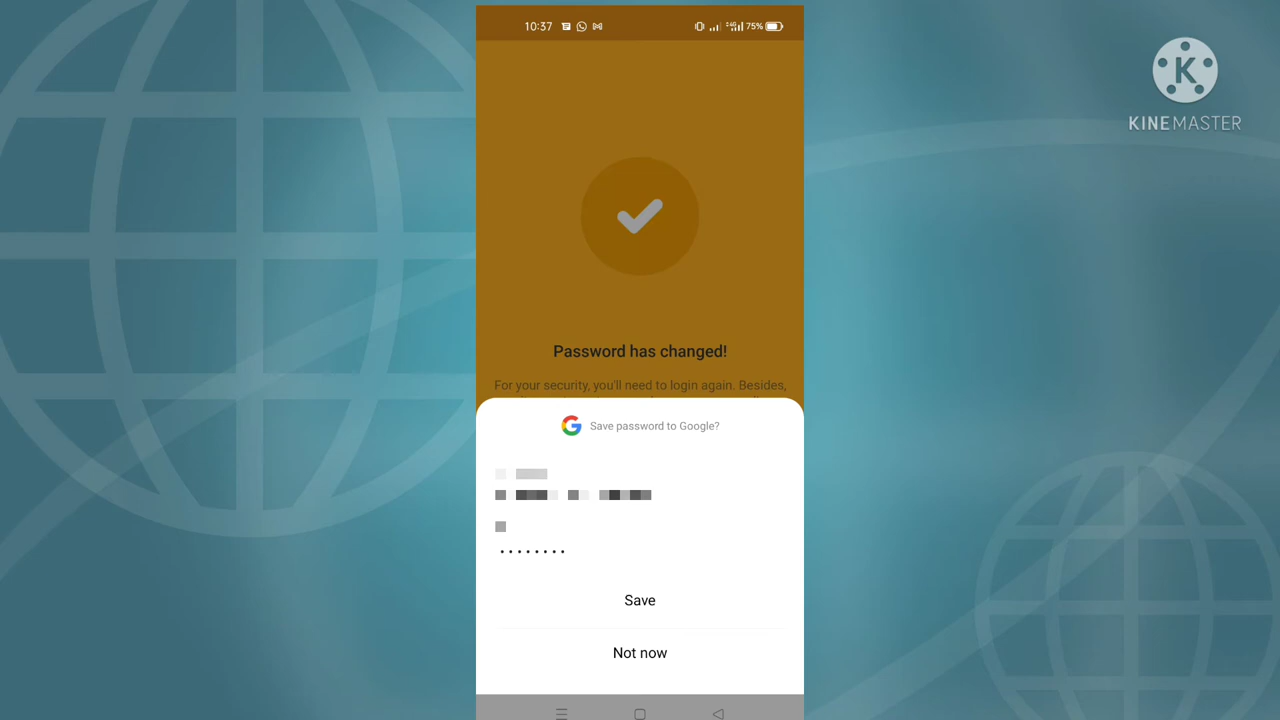 10:37
75%
KINEMASTER
Password has changed!
For your security, you'll need to login again. Besides,
Save password to Google?
Save
Not now